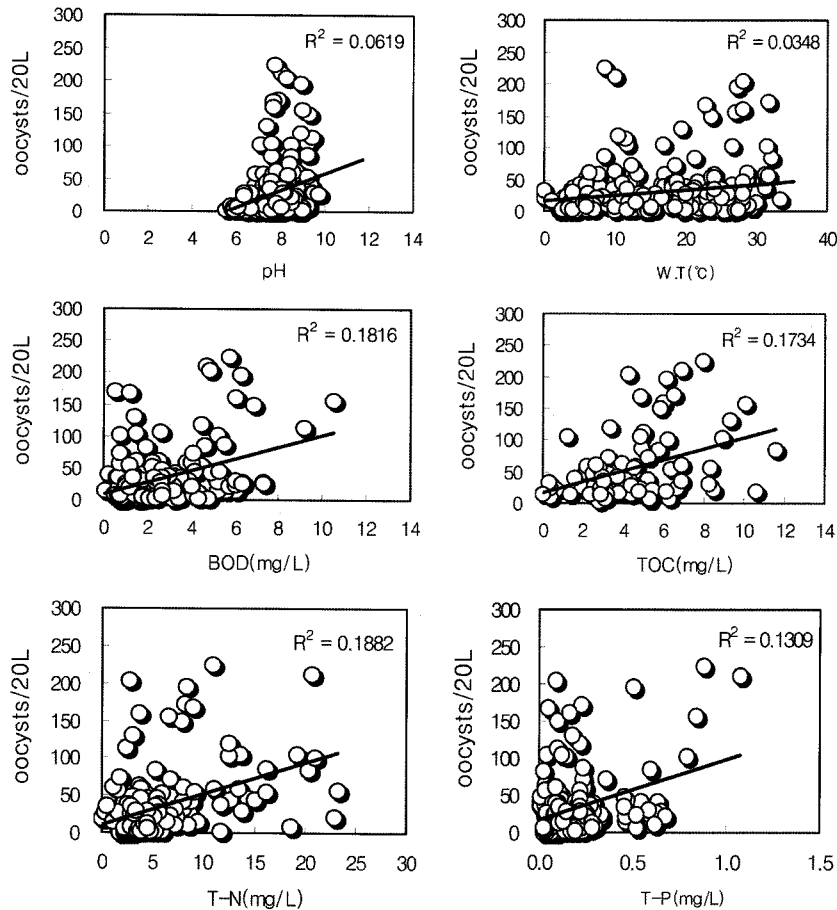 oocysts/20L
300
250
200
150
100
50
0
R² = 0.0619
0 2 4 6 8 10 12 14
pH
oocysts/20L
300
250
200
150
100
50
0
R² = 0.0348
0 10 20 30 40
W.T(℃)
oocysts/20L
300
250
200
150
100
50
0
R² = 0.1816
0 2 4 6 8 10 12 14
BOD(mg/L)
oocysts/20L
300
250
200
150
100
50
0
R² = 0.1734
0 2 4 6 8 10 12 14
TOC(mg/L)
oocysts/20L
300
250
200
150
100
50
0
R² = 0.1882
0 5 10 15 20 25 30
T-N(mg/L)
oocysts/20L
300
250
200
150
100
50
0
R² = 0.1309
0.0 0.5 1.0 1.5
T-P(mg/L)